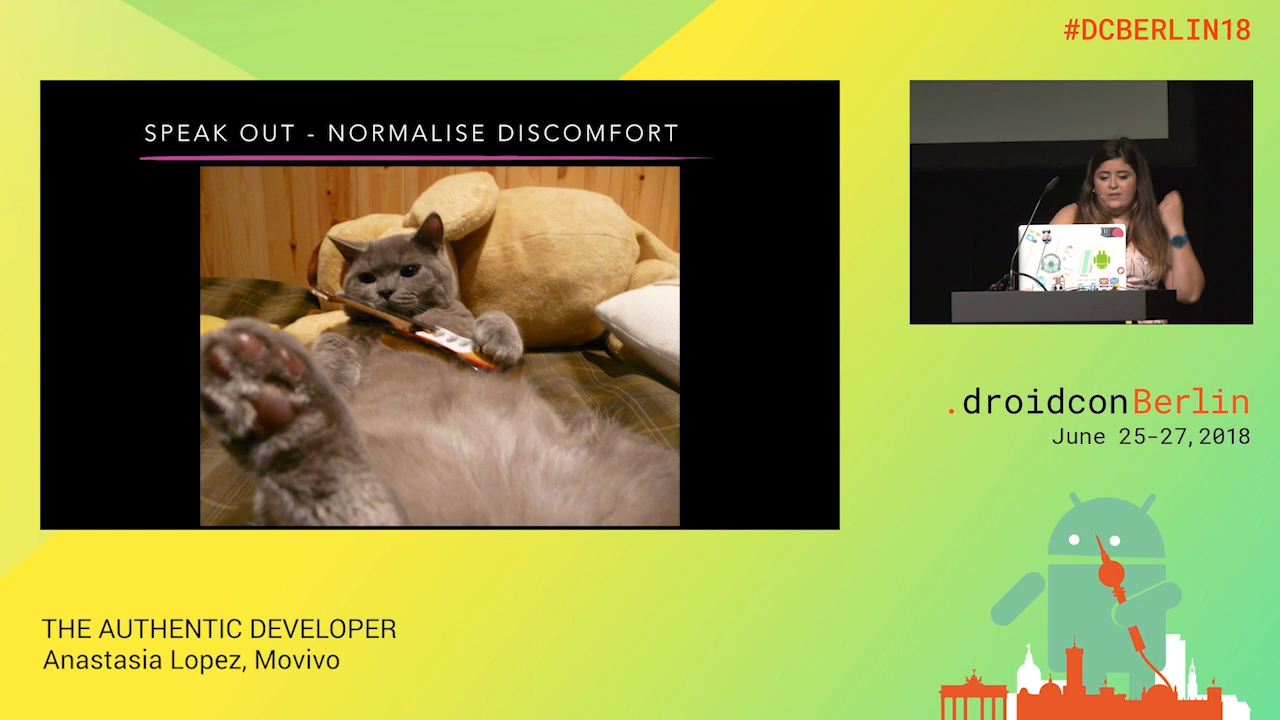 #DCBERLIN18
SPEAK OUT - NORMALISE DISCOMFORT
.droidconBerlin
June 25-27, 2018
THE AUTHENTIC DEVELOPER
Anastasia Lopez, Movivo